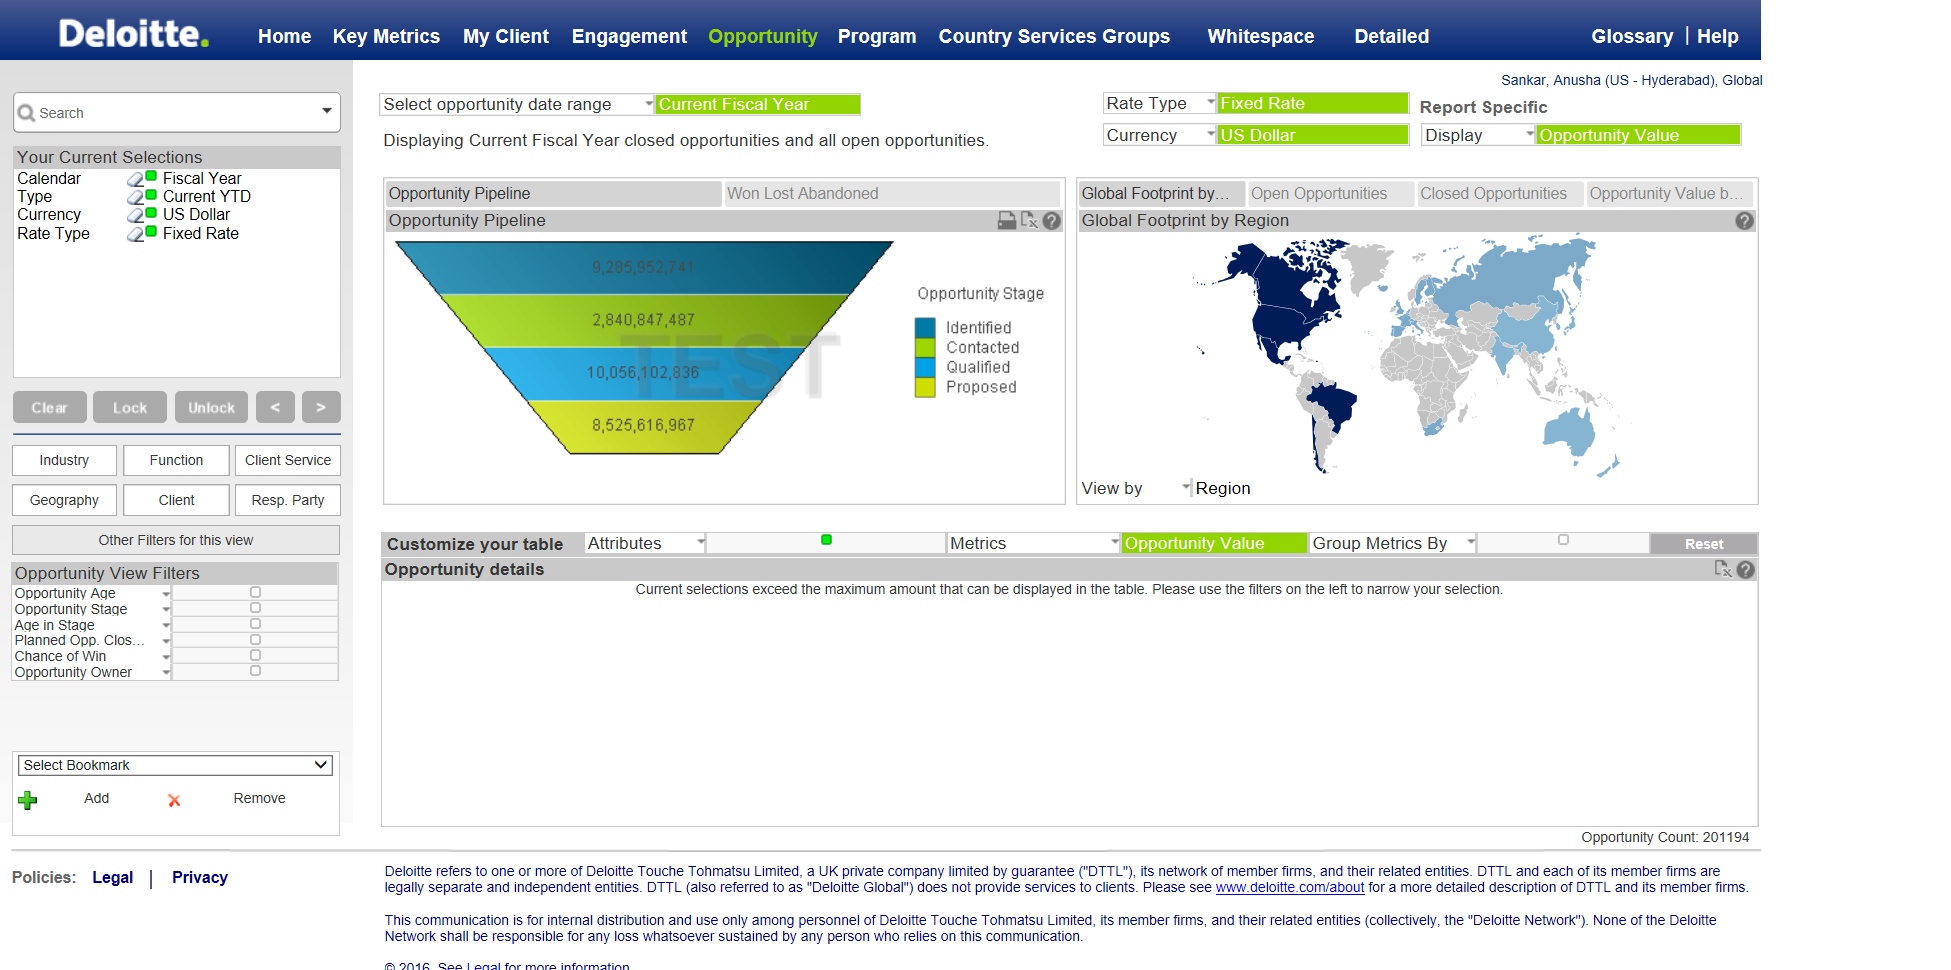 Deloitte.
Home Key Metrics My Client Engagement Opportunity Program Country Services Groups Whitespace Detailed Glossary | Help
Sankar, Anusha (US - Hyderabad), Global
Search
Your Current Selections
Calendar Fiscal Year
Type Current YTD
Currency US Dollar
Rate Type Fixed Rate
Clear Lock Unlock < >
Industry Function Client Service
Geography Client Resp. Party
Other Filters for this view
Opportunity View Filters
Opportunity Age
Opportunity Stage
Age in Stage
Planned Opp. Clos...
Chance of Win
Opportunity Owner
Select Bookmark
Add Remove
Select opportunity date range Current Fiscal Year
Displaying Current Fiscal Year closed opportunities and all open opportunities.
Rate Type Fixed Rate Report Specific
Currency US Dollar Display Opportunity Value
Opportunity Pipeline Won Lost Abandoned
Opportunity Pipeline
9,285,952,741
2,840,847,487
TEST
10,056,102,836
8,525,616,967
Opportunity Stage
Identified
Contacted
Qualified
Proposed
Global Footprint by... Open Opportunities Closed Opportunities Opportunity Value b...
Global Footprint by Region
View by Region
Customize your table Attributes Metrics Opportunity Value Group Metrics By Reset
Opportunity details
Current selections exceed the maximum amount that can be displayed in the table. Please use the filters on the left to narrow your selection.
Opportunity Count: 201194
Policies: Legal | Privacy
Deloitte refers to one or more of Deloitte Touche Tohmatsu Limited, a UK private company limited by guarantee ("DTTL"), its network of member firms, and their related entities. DTTL and each of its member firms are
legally separate and independent entities. DTTL (also referred to as "Deloitte Global") does not provide services to clients. Please see www.deloitte.com/about for a more detailed description of DTTL and its member firms.
This communication is for internal distribution and use only among personnel of Deloitte Touche Tohmatsu Limited, its member firms, and their related entities (collectively, the "Deloitte Network"). None of the Deloitte
Network shall be responsible for any loss whatsoever sustained by any person who relies on this communication.
© 2016. See Legal for more information